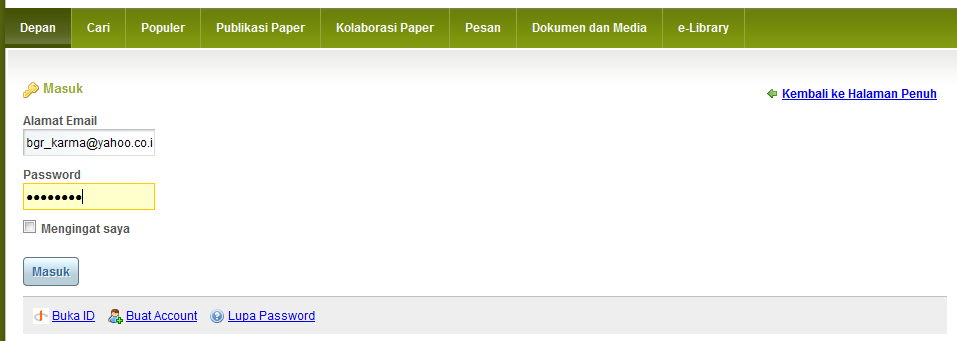 Depan Cari Populer Publikasi Paper Kolaborasi Paper Pesan Dokumen dan Media e-Library
Masuk
Kembali ke Halaman Penuh
Alamat Email
bgr_karma@yahoo.co.i
Password
••••••••
Mengingat saya
Masuk
Buka ID Buat Account Lupa Password